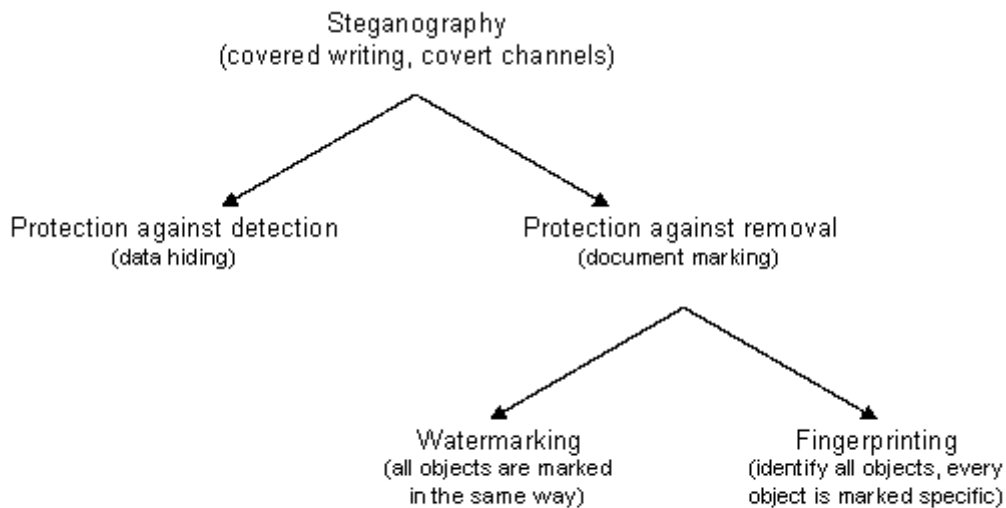 Steganography
(covered writing, covert channels)
Protection against detection
(data hiding)
Protection against removal
(document marking)
Watermarking
(all objects are marked
in the same way)
Fingerprinting
(identify all objects, every
object is marked specific)